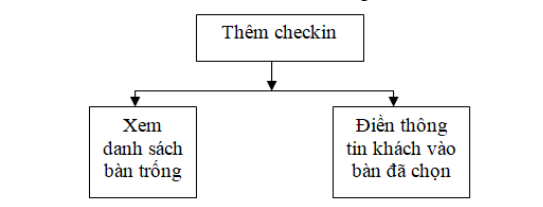 Thêm checkin
Xem
danh sách
bàn trống
Điền thông
tin khách vào
bàn đã chọn